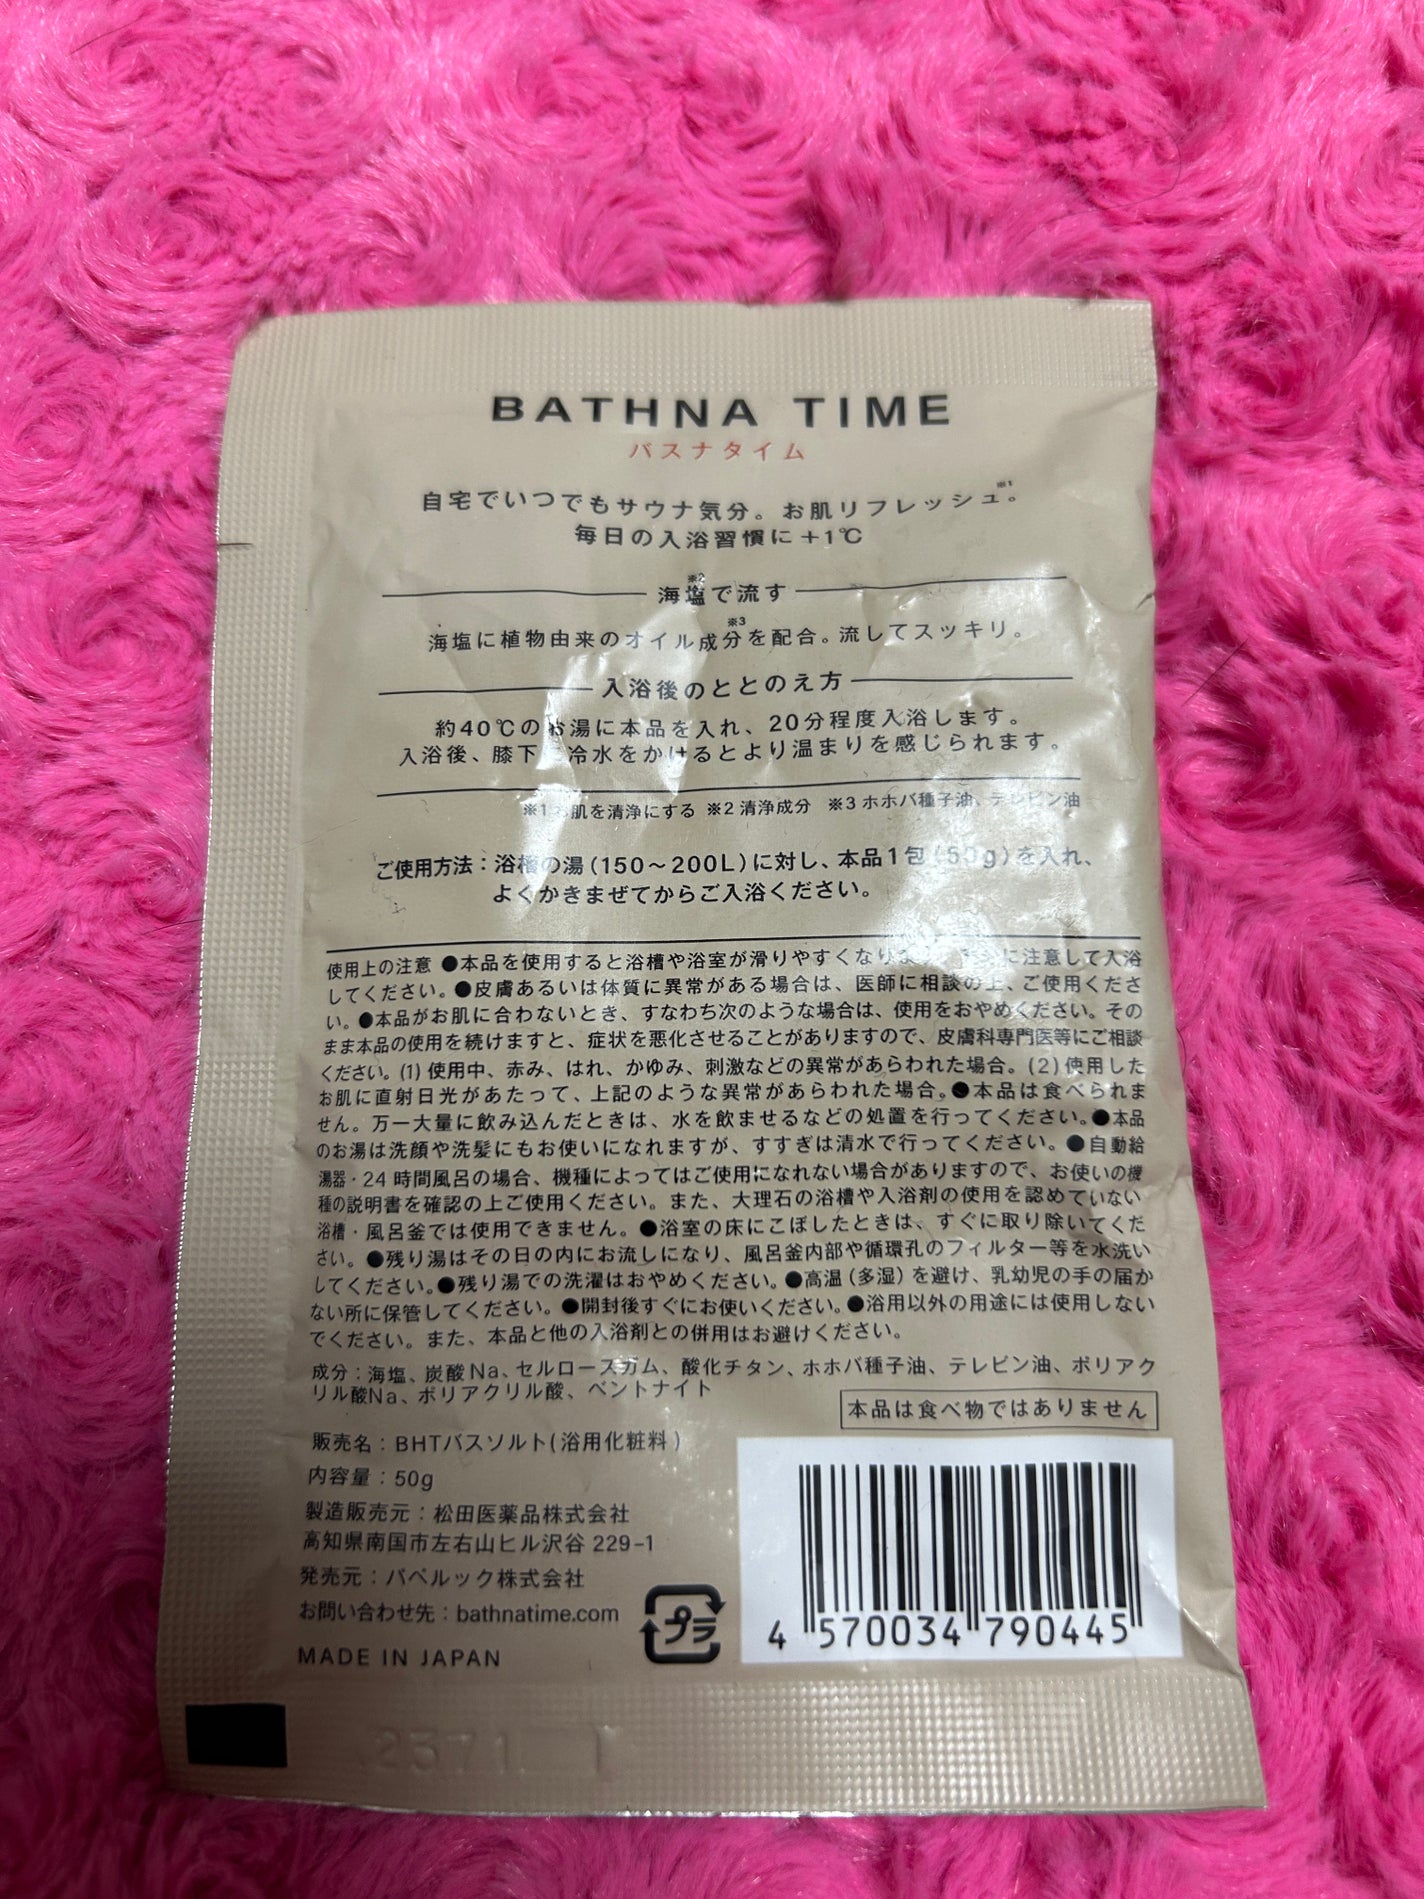 BATHNA TIME
バスナタイム
自宅でいつでもサウナ気分。お肌リフレッシュ※1。
毎日の入浴習慣に+1℃
海塩※2で流す
海塩に植物由来のオイル成分※3を配合。流してスッキリ。
入浴後のととのえ方
約40℃のお湯に本品を入れ、20分程度入浴します。
入浴後、膝下 冷水をかけるとより温まりを感じられます。
※1お肌を清浄にする ※2 清浄成分 ※3 ホホバ種子油、テレビン油
ご使用方法：浴槽の湯(150～200L)に対し、本品1包(50g)を入れ、
よくかきまぜてからご入浴ください。
使用上の注意 ●本品を使用すると浴槽や浴室が滑りやすくなり に注意して入浴
してください。●皮膚あるいは体質に異常がある場合は、医師に相談の上、ご使用くださ
い。●本品がお肌に合わないとき、すなわち次のような場合は、使用をおやめください。その
まま本品の使用を続けますと、症状を悪化させることがありますので、皮膚科専門医等にご相談
ください。(1) 使用中、赤み、はれ、かゆみ、刺激などの異常があらわれた場合。(2) 使用した
お肌に直射日光があたって、上記のような異常があらわれた場合。●本品は食べられま
せん。万一大量に飲み込んだときは、水を飲ませるなどの処置を行ってください。●本品
のお湯は洗顔や洗髪にもお使いになれますが、すすぎは清水で行ってください。●自動給
湯器・24時間風呂の場合、機種によってはご使用になれない場合がありますので、お使いの機
種の説明書を確認の上ご使用ください。また、大理石の浴槽や入浴剤の使用を認めていない
浴槽・風呂釜では使用できません。●浴室の床にこぼしたときは、すぐに取り除いてくだ
さい。●残り湯はその日の内にお流しになり、風呂釜内部や循環孔のフィルター等を水洗い
してください。●残り湯での洗濯はおやめください。●高温(多湿)を避け、乳幼児の手の届か
ない所に保管してください。●開封後すぐにお使いください。●浴用以外の用途には使用しない
でください。また、本品と他の入浴剤との併用はお避けください。
成分：海塩、炭酸Na、セルロースガム、酸化チタン、ホホバ種子油、テレビン油、ポリアク
リル酸Na、ポリアクリル酸、ベントナイト
本品は食べ物ではありません
販売名：BHTバスソルト(浴用化粧料)
内容量：50g
製造販売元：松田医薬品株式会社
高知県南国市左右山ヒル沢谷 229-1
発売元：バベルック株式会社
お問い合わせ先：bathnatime.com
MADE IN JAPAN
プラ
4 570034 790445
2371 1